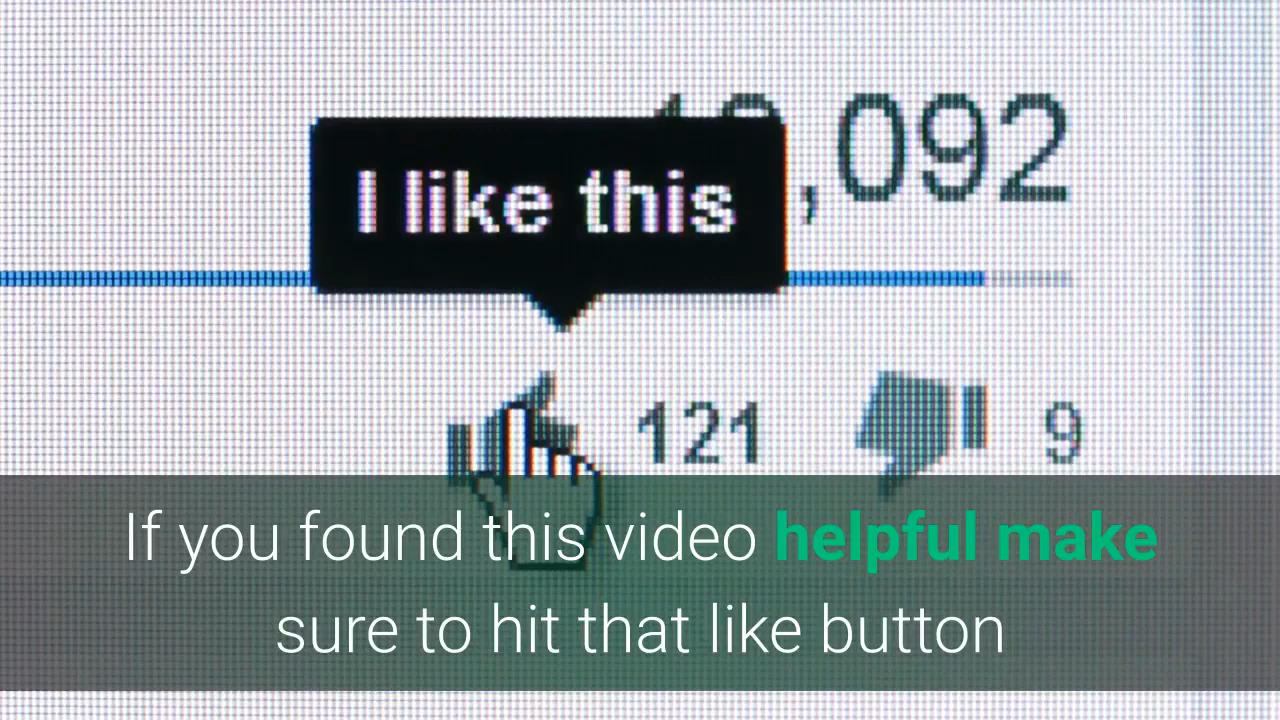 ,092
I like this
121 9
If you found this video helpful make
sure to hit that like button